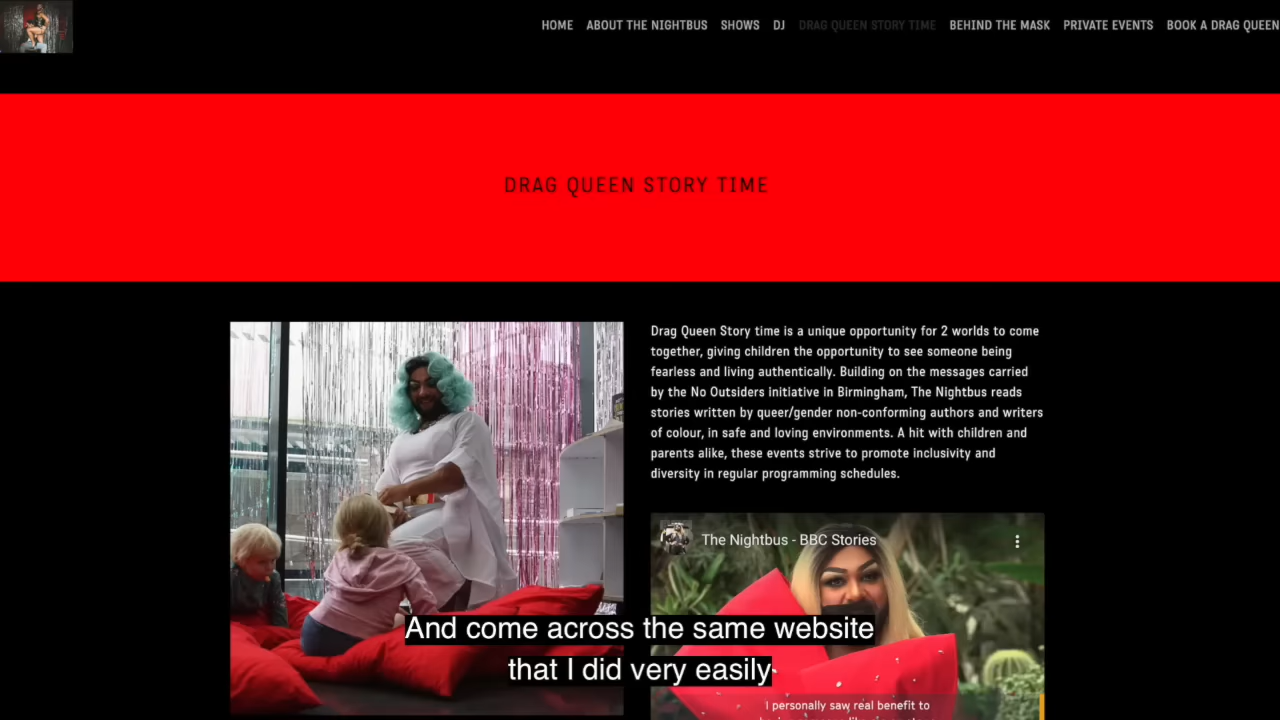 HOME ABOUT THE NIGHTBUS SHOWS DJ DRAG QUEEN STORY TIME BEHIND THE MASK PRIVATE EVENTS BOOK A DRAG QUEEN
DRAG QUEEN STORY TIME
Drag Queen Story time is a unique opportunity for 2 worlds to come
together, giving children the opportunity to see someone being
fearless and living authentically. Building on the messages carried
by the No Outsiders initiative in Birmingham, The Nightbus reads
stories written by queer/gender non-conforming authors and writers
of colour, in safe and loving environments. A hit with children and
parents alike, these events strive to promote inclusivity and
diversity in regular programming schedules.
The Nightbus - BBC Stories
I personally saw real benefit to
And come across the same website
that I did very easily